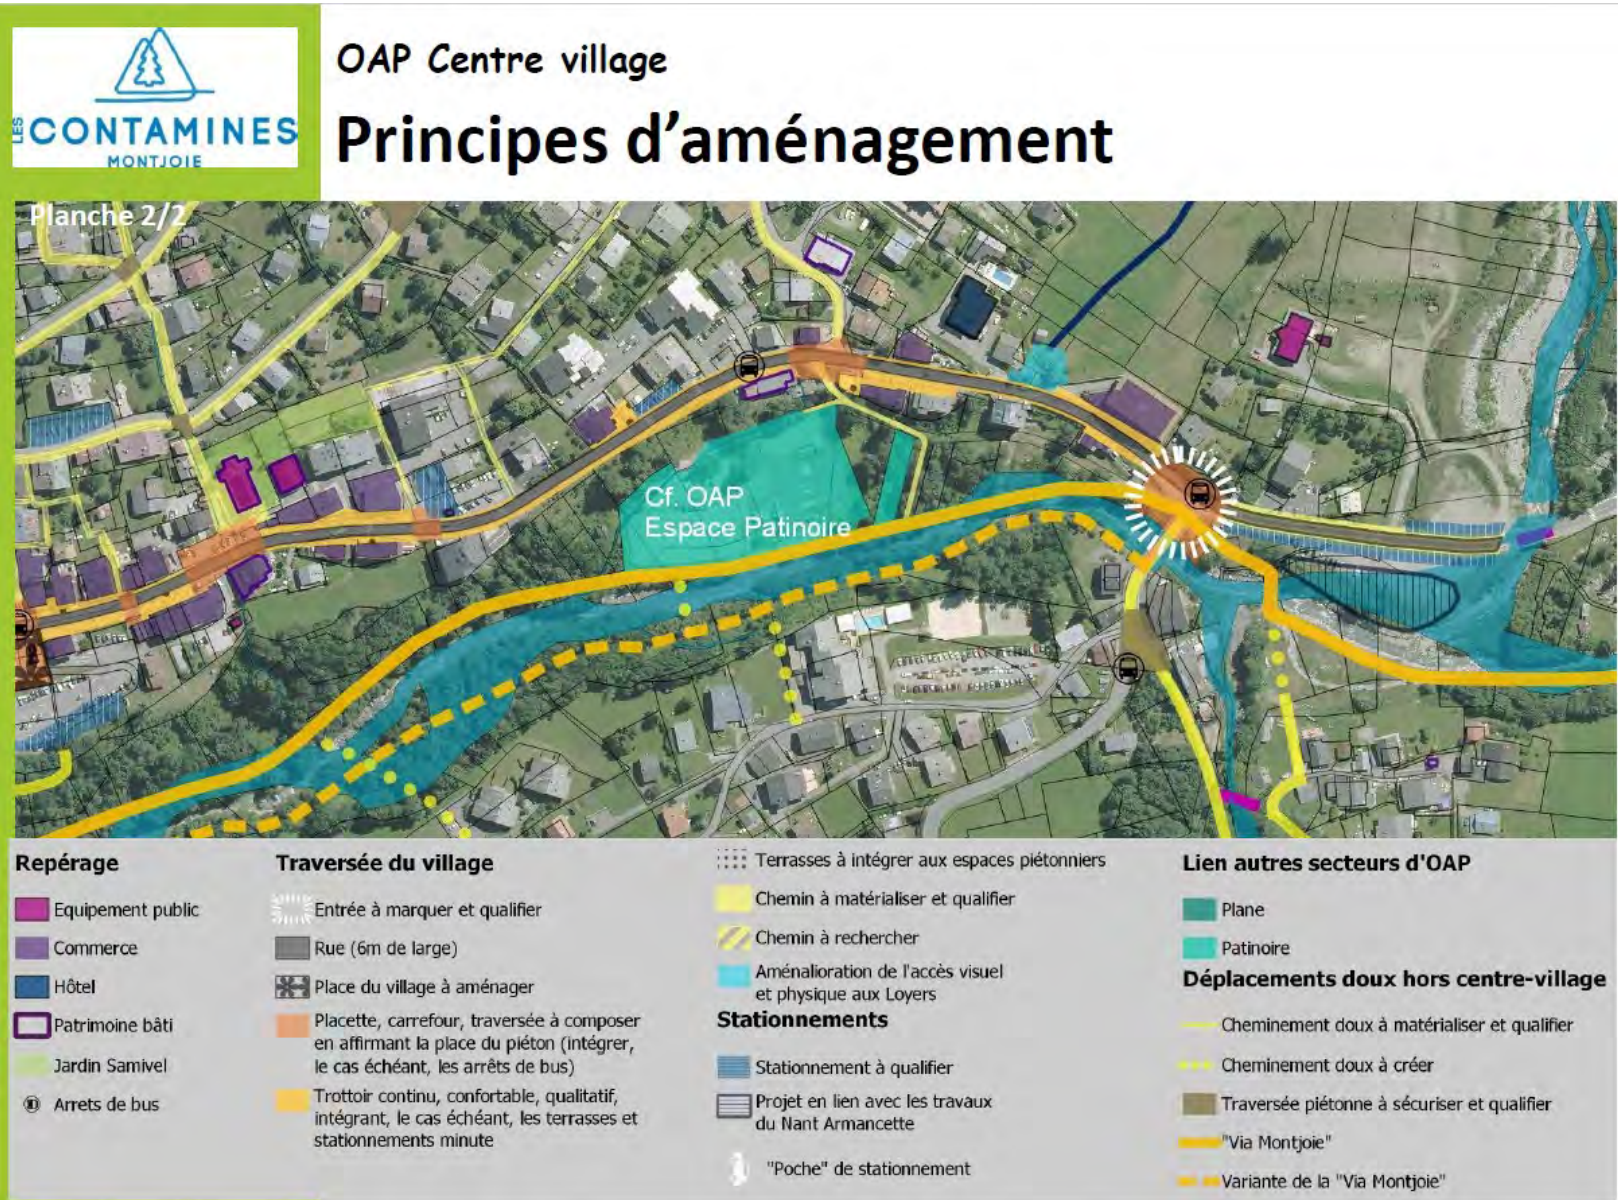 LES
CONTAMINES
MONTJOIE
OAP Centre village
Principes d'aménagement
Planche 2/2
Cf. OAP
Espace Patinoire
Repérage
Equipement public
Commerce
Hôtel
Patrimoine bâti
Jardin Samivel
Arrets de bus
Traversée du village
Entrée à marquer et qualifier
Rue (6m de large)
Place du village à aménager
Placette, carrefour, traversée à composer
en affirmant la place du piéton (intégrer,
le cas échéant, les arrêts de bus)
Trottoir continu, confortable, qualitatif,
intégrant, le cas échéant, les terrasses et
stationnements minute
Terrasses à intégrer aux espaces piétonniers
Chemin à matérialiser et qualifier
Chemin à rechercher
Aménalioration de l'accès visuel
et physique aux Loyers
Stationnements
Stationnement à qualifier
Projet en lien avec les travaux
du Nant Armancette
"Poche" de stationnement
Lien autres secteurs d'OAP
Plane
Patinoire
Déplacements doux hors centre-village
Cheminement doux à matérialiser et qualifier
Cheminement doux à créer
Traversée piétonne à sécuriser et qualifier
"Via Montjoie"
Variante de la "Via Montjoie"